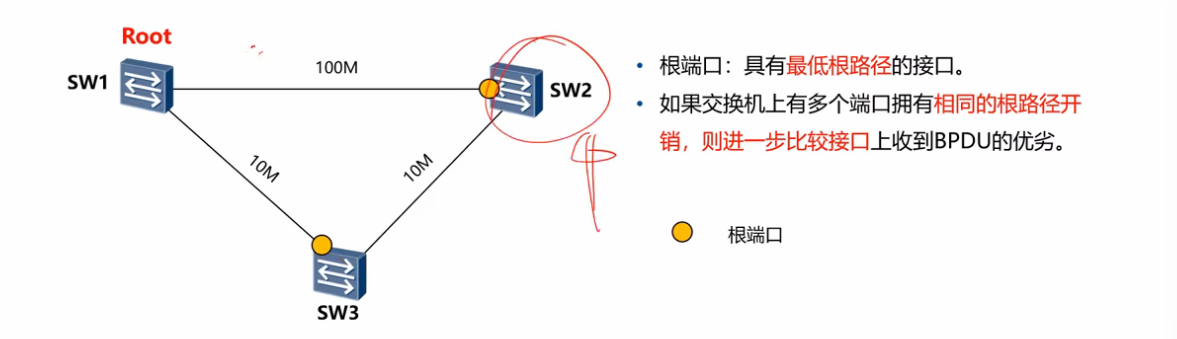 Root
SW1
100M
SW2
10M
10M
SW3
• 根端口：具有最低根路径的接口。
• 如果交换机上有多个端口拥有相同的根路径开
销，则进一步比较接口上收到BPDU的优劣。
根端口